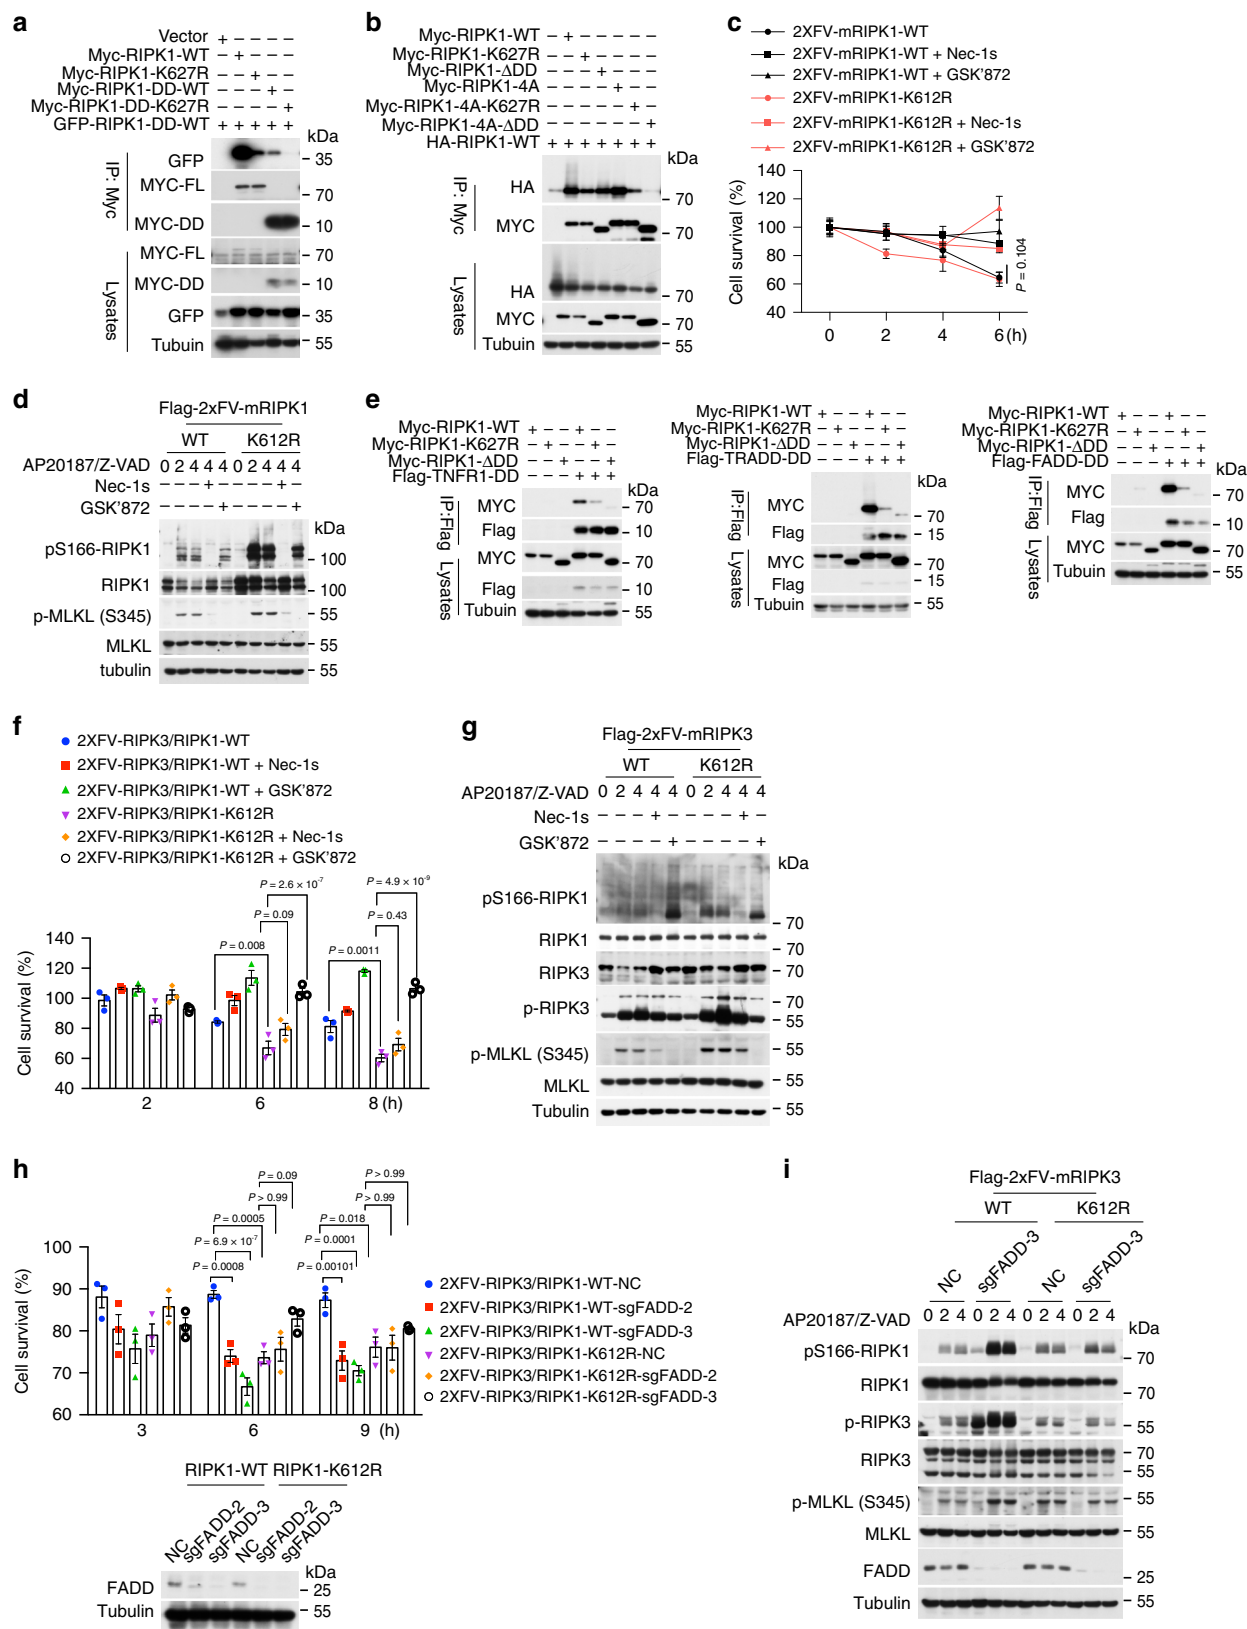 a
Vector + – – – –
Myc-RIPK1-WT – + – – –
Myc-RIPK1-K627R – – + – –
Myc-RIPK1-DD-WT – – – + –
Myc-RIPK1-DD-K627R – – – – +
GFP-RIPK1-DD-WT + + + + +
kDa
IP: Myc
GFP 35
MYC-FL 70
MYC-DD 10
Lysates
MYC-FL 70
MYC-DD 10
GFP 35
Tubuin 55
b
Myc-RIPK1-WT – + – – – – –
Myc-RIPK1-K627R – – + – – – –
Myc-RIPK1-ΔDD – – – + – – –
Myc-RIPK1-4A – – – – + – –
Myc-RIPK1-4A-K627R – – – – – + –
Myc-RIPK1-4A-ΔDD – – – – – – +
HA-RIPK1-WT + + + + + + +
kDa
IP: Myc
HA 70
MYC 70
Lysates
HA 70
MYC 70
Tubuin 55
c
2XFV-mRIPK1-WT
2XFV-mRIPK1-WT + Nec-1s
2XFV-mRIPK1-WT + GSK'872
2XFV-mRIPK1-K612R
2XFV-mRIPK1-K612R + Nec-1s
2XFV-mRIPK1-K612R + GSK'872
Cell survival (%)
140
120
100
80
60
40
P = 0.104
0 2 4 6 (h)
d
Flag-2xFV-mRIPK1
WT K612R
AP20187/Z-VAD 0 2 4 4 4 0 2 4 4 4
Nec-1s – – – + – – – – + –
GSK'872 – – – – + – – – – +
kDa
pS166-RIPK1 100
RIPK1 100
p-MLKL (S345) 55
MLKL 55
tubulin 55
e
Myc-RIPK1-WT + – – + – –
Myc-RIPK1-K627R – + – – + –
Myc-RIPK1-ΔDD – – + – – +
Flag-TNFR1-DD – – – + + +
kDa
IP:Flag
MYC 70
Flag 10
Lysates
MYC 70
Flag 10
Tubuin 55
Myc-RIPK1-WT + – – + – –
Myc-RIPK1-K627R – + – – + –
Myc-RIPK1-ΔDD – – + – – +
Flag-TRADD-DD – – – + + +
kDa
IP:Flag
MYC 70
Flag 15
Lysates
MYC 70
Flag 15
Tubuin 55
Myc-RIPK1-WT + – – + – –
Myc-RIPK1-K627R – + – – + –
Myc-RIPK1-ΔDD – – + – – +
Flag-FADD-DD – – – + + +
kDa
IP:Flag
MYC 70
Flag 10
Lysates
MYC 70
Tubuin 55
f
2XFV-RIPK3/RIPK1-WT
2XFV-RIPK3/RIPK1-WT + Nec-1s
2XFV-RIPK3/RIPK1-WT + GSK'872
2XFV-RIPK3/RIPK1-K612R
2XFV-RIPK3/RIPK1-K612R + Nec-1s
2XFV-RIPK3/RIPK1-K612R + GSK'872
P = 2.6 × 10⁻⁷
P = 0.09
P = 0.008
P = 4.9 × 10⁻⁹
P = 0.43
P = 0.0011
Cell survival (%)
140
120
100
80
60
40
2 6 8 (h)
g
Flag-2xFV-mRIPK3
WT K612R
AP20187/Z-VAD 0 2 4 4 4 0 2 4 4 4
Nec-1s – – – + – – – – + –
GSK'872 – – – – + – – – – +
kDa
pS166-RIPK1 70
RIPK1 70
RIPK3 70
p-RIPK3 70
55
p-MLKL (S345) 55
MLKL 55
Tubulin 55
h
P > 0.99
P = 0.09
P > 0.99
P > 0.99
P = 0.0005
P = 0.018
P = 6.9 × 10⁻⁷
P = 0.0001
P = 0.0008
P = 0.00101
Cell survival (%)
100
90
80
70
60
3 6 9 (h)
2XFV-RIPK3/RIPK1-WT-NC
2XFV-RIPK3/RIPK1-WT-sgFADD-2
2XFV-RIPK3/RIPK1-WT-sgFADD-3
2XFV-RIPK3/RIPK1-K612R-NC
2XFV-RIPK3/RIPK1-K612R-sgFADD-2
2XFV-RIPK3/RIPK1-K612R-sgFADD-3
RIPK1-WT RIPK1-K612R
NC sgFADD-2 sgFADD-3 NC sgFADD-2 sgFADD-3
kDa
FADD 25
Tubulin 55
i
Flag-2xFV-mRIPK3
WT K612R
NC sgFADD-3 NC sgFADD-3
AP20187/Z-VAD 0 2 4 0 2 4 0 2 4 0 2 4
kDa
pS166-RIPK1 70
RIPK1 70
p-RIPK3 55
RIPK3 70
55
p-MLKL (S345) 55
MLKL 55
FADD 25
Tubulin 55